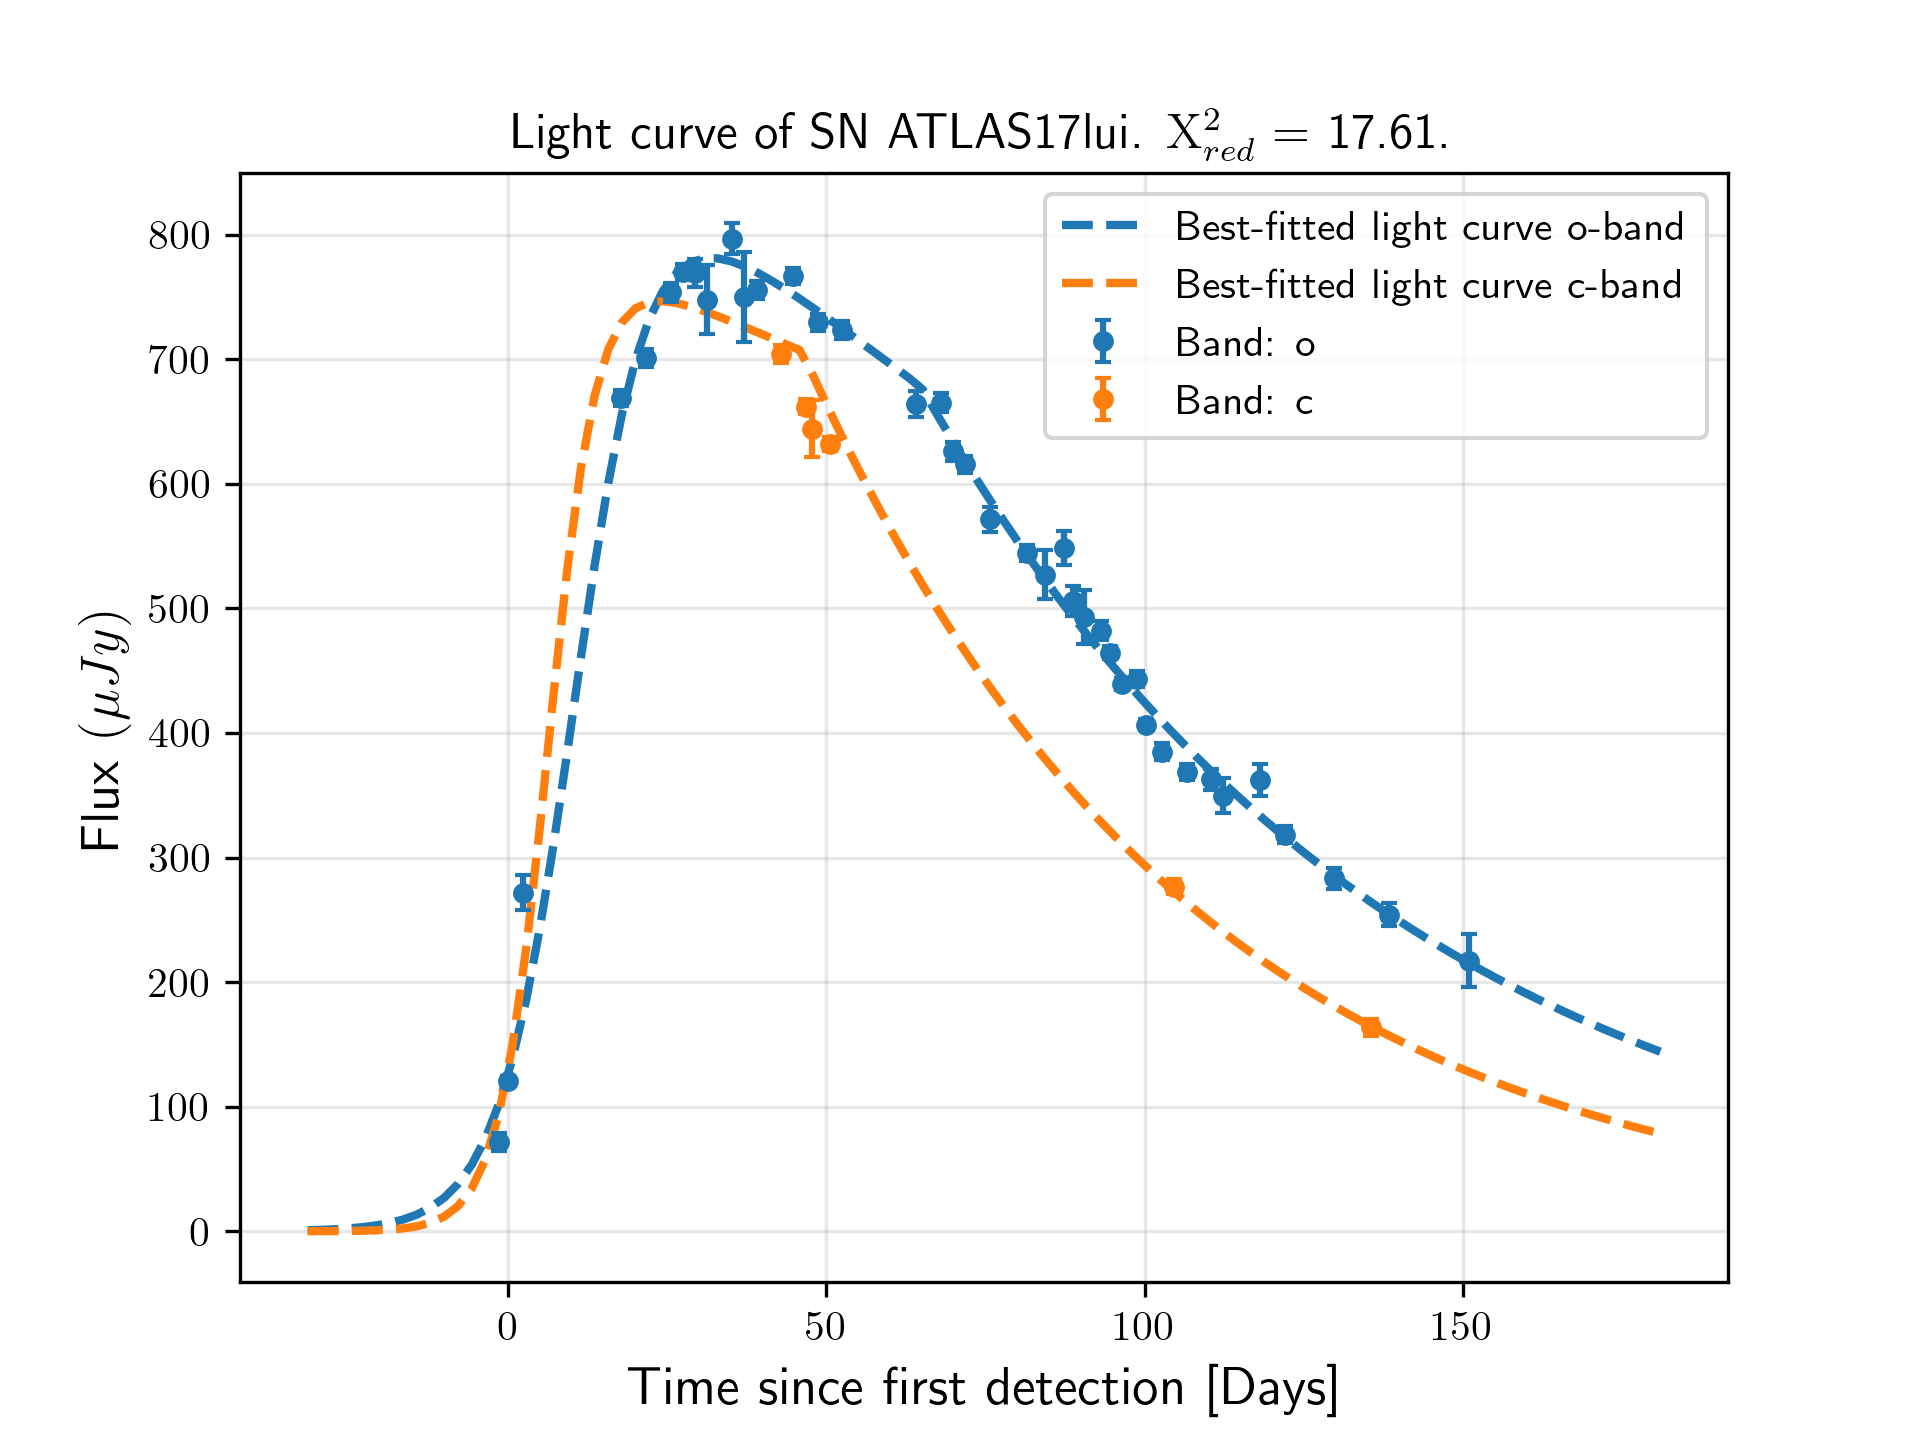 Light curve of SN ATLAS17lui. X²_red = 17.61.
Best-fitted light curve o-band
Best-fitted light curve c-band
Band: o
Band: c
Flux (μJy)
800
700
600
500
400
300
200
100
0
0 50 100 150
Time since first detection [Days]